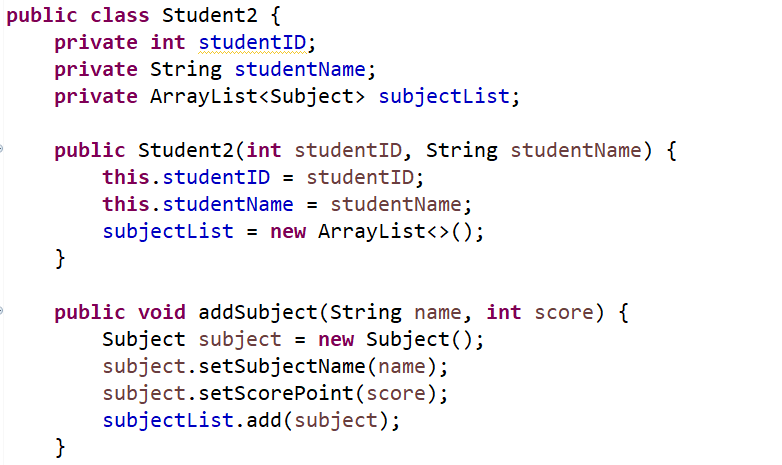 public class Student2 {
private int studentID;
private String studentName;
private ArrayList<Subject> subjectList;
public Student2(int studentID, String studentName) {
this.studentID = studentID;
this.studentName = studentName;
subjectList = new ArrayList<>();
}
public void addSubject(String name, int score) {
Subject subject = new Subject();
subject.setSubjectName(name);
subject.setScorePoint(score);
subjectList.add(subject);
}